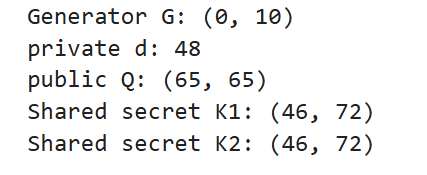 Generator G: (0, 10)
private d: 48
public Q: (65, 65)
Shared secret K1: (46, 72)
Shared secret K2: (46, 72)